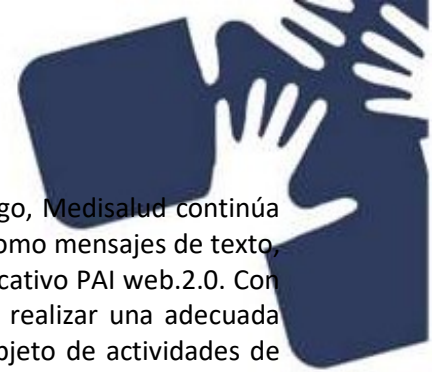 go, Medisalud continúa
omo mensajes de texto,
icativo PAI web.2.0. Con
realizar una adecuada
bjeto de actividades de